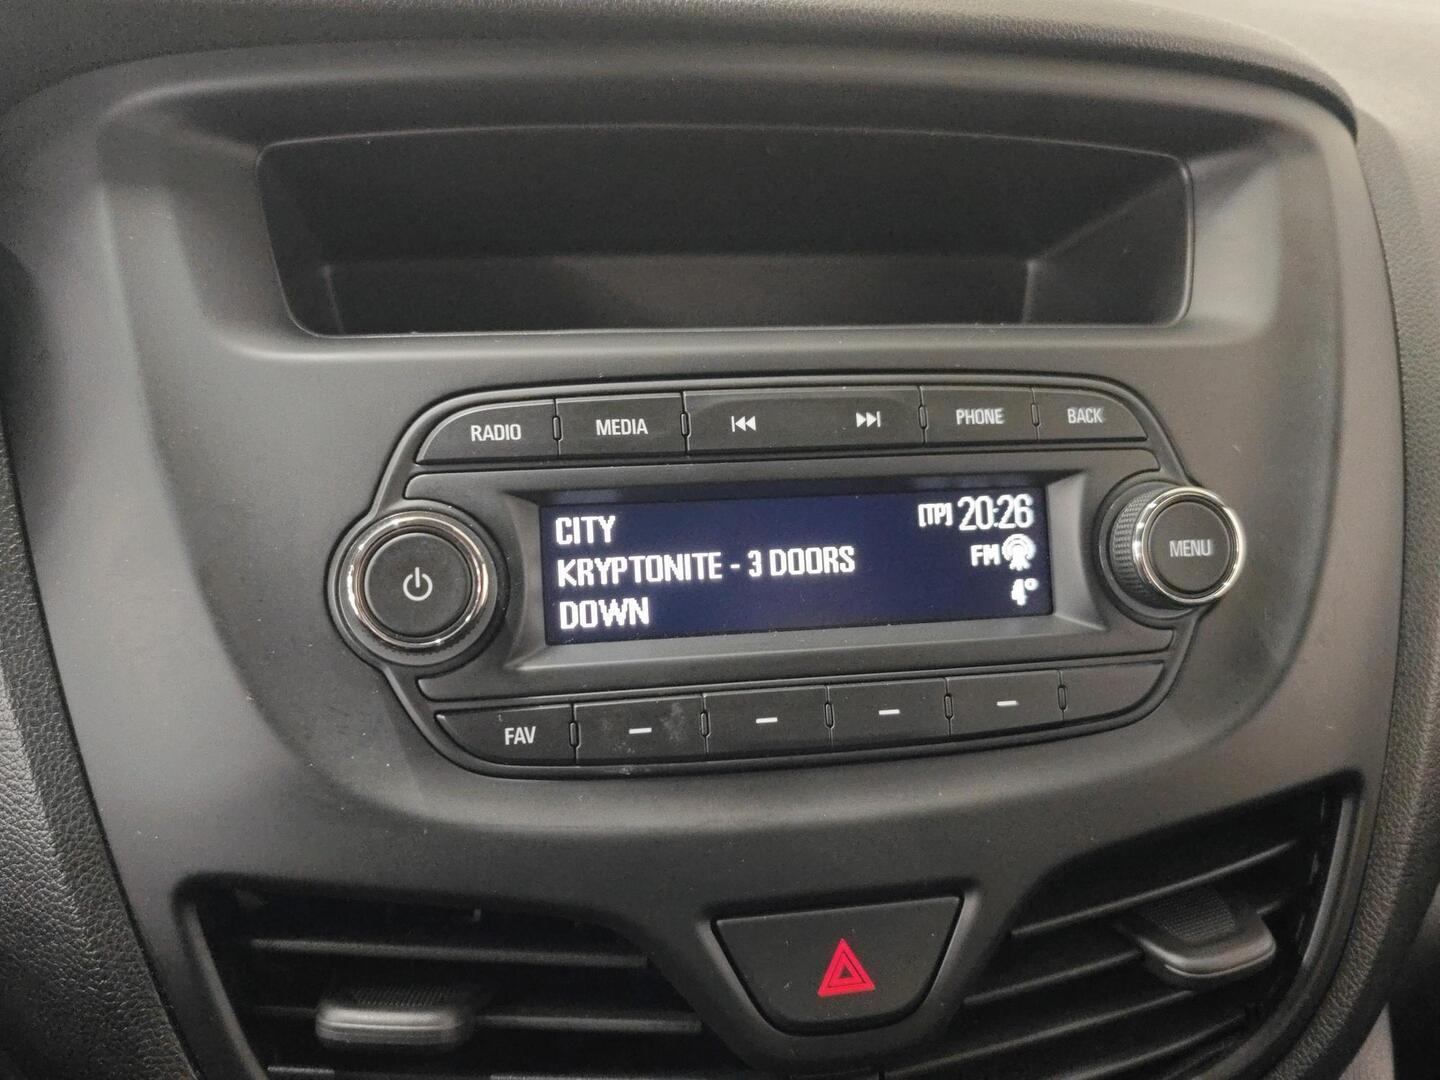 RADIO MEDIA PHONE BACK
CITY [TP] 20:26
KRYPTONITE - 3 DOORS FM
DOWN 4°
MENU
FAV